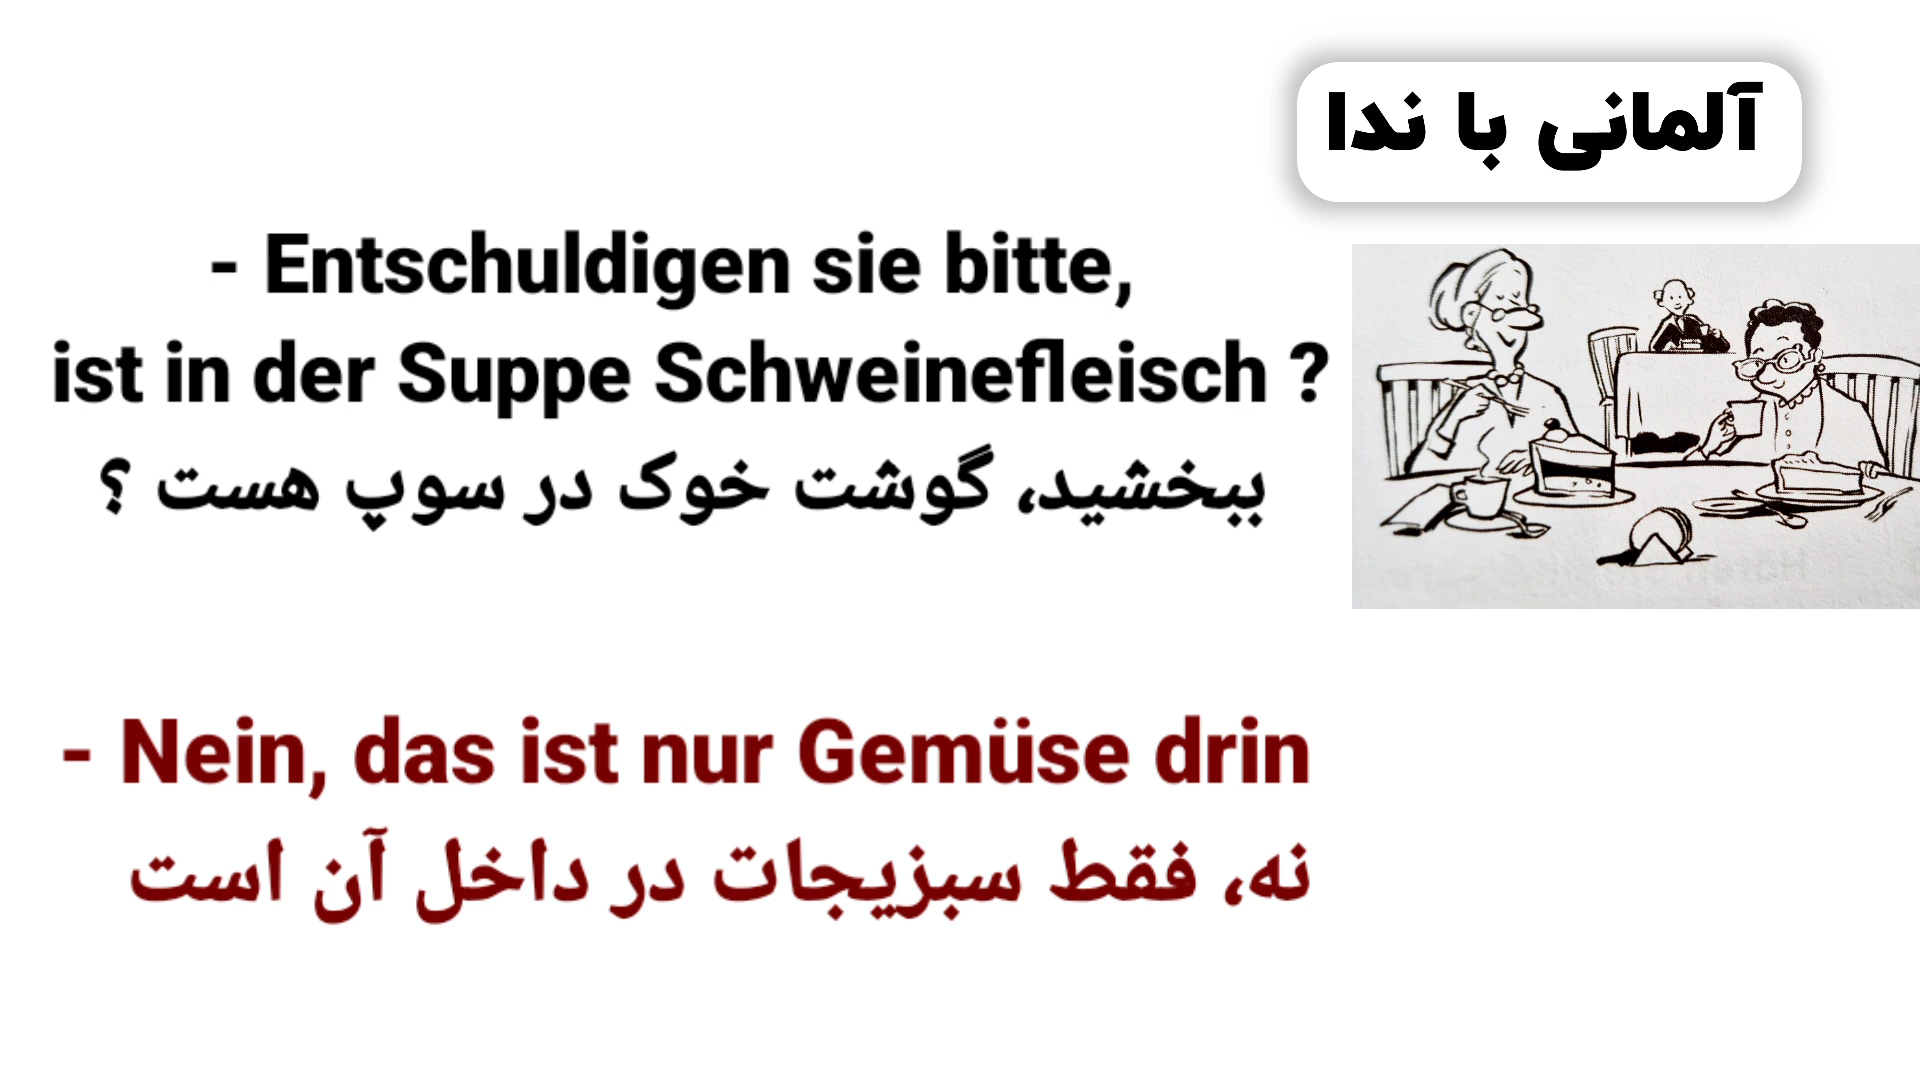 آلمانی با ندا
- Entschuldigen sie bitte,
ist in der Suppe Schweinefleisch ?
ببخشید، گوشت خوک در سوپ هست ؟
- Nein, das ist nur Gemüse drin
نه، فقط سبزیجات در داخل آن است